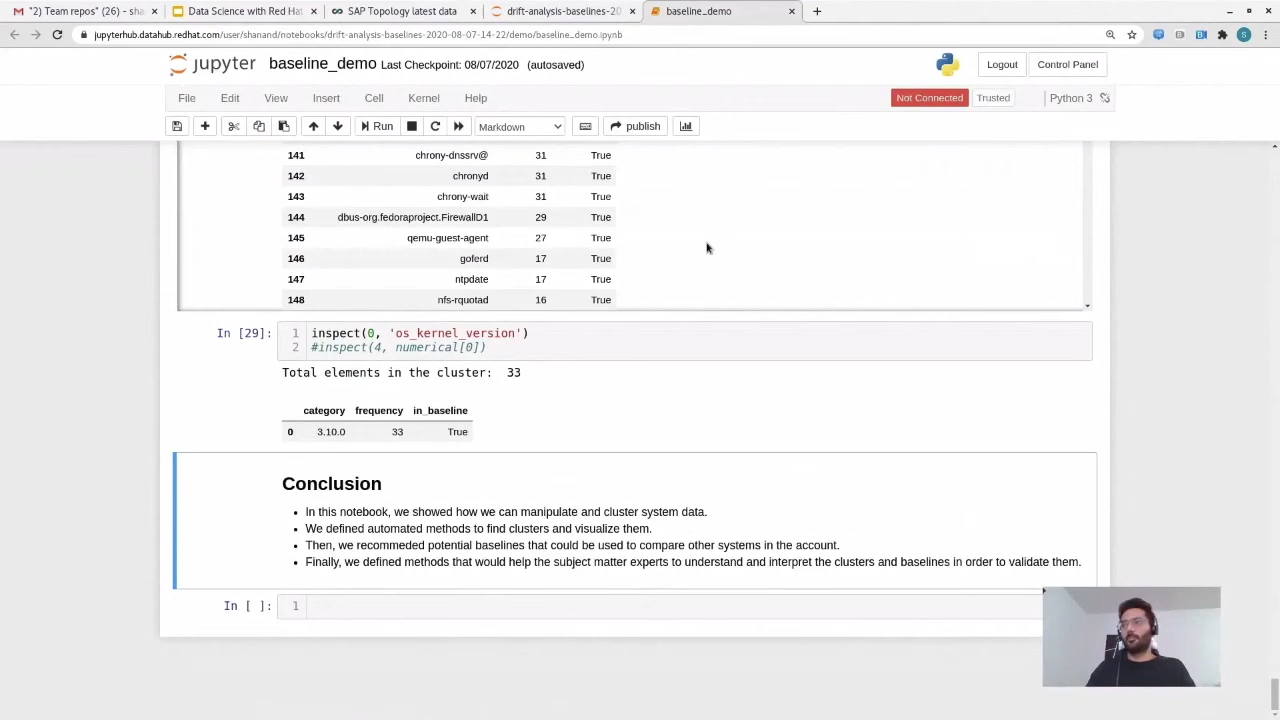 "2) Team repos" (26) - sha
Data Science with Red Hat
SAP Topology latest data
drift-analysis-baselines-20
baseline_demo
jupyterhub.datahub.redhat.com/user/shanand/notebooks/drift-analysis-baselines-2020-08-07-14-22/demo/baseline_demo.ipynb
S
jupyter baseline_demo Last Checkpoint: 08/07/2020 (autosaved)
Logout
Control Panel
File Edit View Insert Cell Kernel Help
Not Connected
Trusted
Python 3
Run
Markdown
publish
141 chrony-dnssrv@ 31 True
142 chronyd 31 True
143 chrony-wait 31 True
144 dbus-org.fedoraproject.FirewallD1 29 True
145 qemu-guest-agent 27 True
146 goferd 17 True
147 ntpdate 17 True
148 nfs-rquotad 16 True
In [29]: 1 inspect(0, 'os_kernel_version')
2 #inspect(4, numerical[0])
Total elements in the cluster: 33
category frequency in_baseline
0 3.10.0 33 True
Conclusion
• In this notebook, we showed how we can manipulate and cluster system data.
• We defined automated methods to find clusters and visualize them.
• Then, we recommeded potential baselines that could be used to compare other systems in the account.
• Finally, we defined methods that would help the subject matter experts to understand and interpret the clusters and baselines in order to validate them.
In [ ]: 1